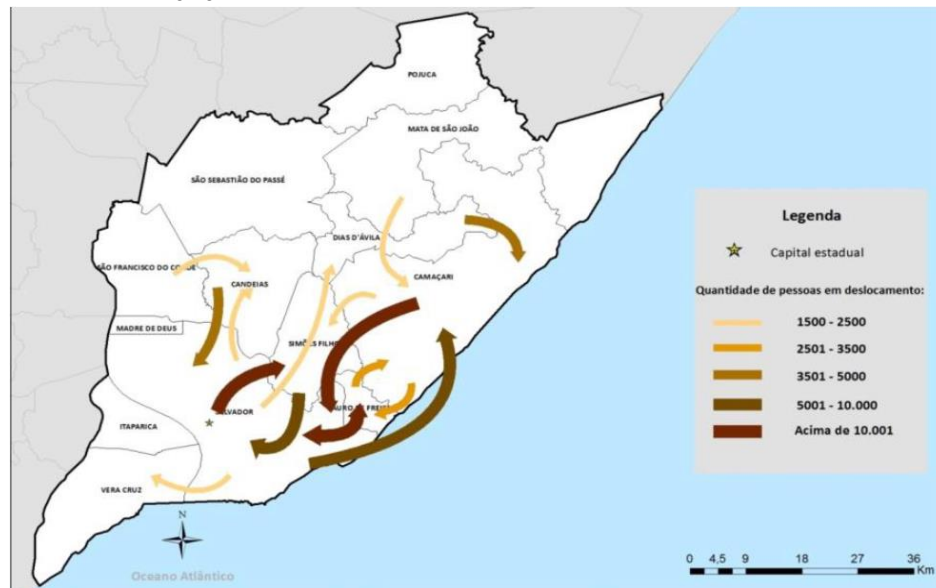 POJUCA
MATA DE SÃO JOÃO
SÃO SEBASTIÃO DO PASSÉ
DIAS D'ÁVILA
SÃO FRANCISCO DO
CANDEIAS
CAMAÇARI
MADRE DE DEUS
SIMÕES FILH
SALVADOR
ITAPARICA
VERA CRUZ
N
Oceano Atlântico
Legenda
Capital estadual
Quantidade de pessoas em deslocamento:
1500 - 2500
2501 - 3500
3501 - 5000
5001 - 10.000
Acima de 10.001
0 4,5 9 18 27 36
Km